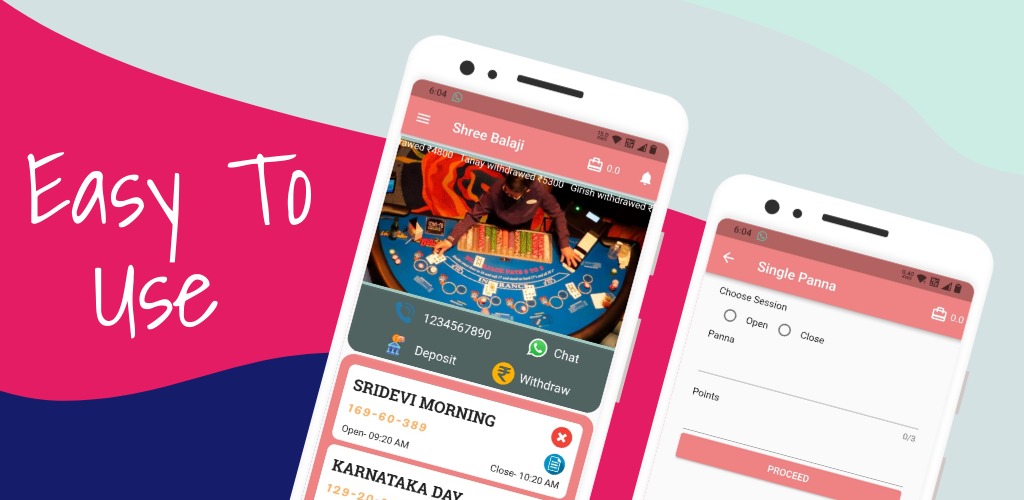 Easy To
Use
6:04
Shree Balaji
0.0
awed ₹4800 Tanay withdrawed ₹5300 Girish withdrawed ₹
INSURANCE
1234567890
Chat
Deposit
Withdraw
SRIDEVI MORNING
169-60-389
Open- 09:20 AM
Close- 10:20 AM
KARNATAKA DAY
129-20-
6:04
Single Panna
0.0
Choose Session
Open
Close
Panna
Points
0/3
PROCEED